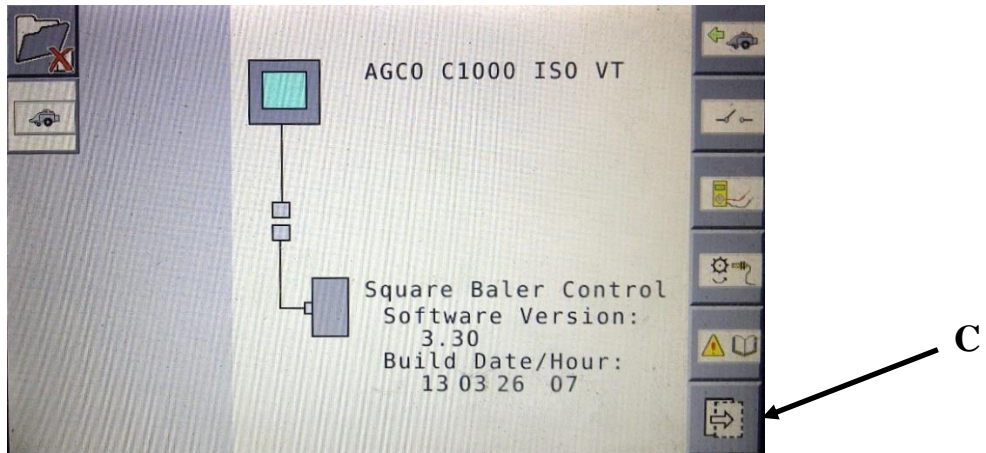 AGCO C1000 ISO VT
Square Baler Control
Software Version:
3.30
Build Date/Hour:
13 03 26 07
C